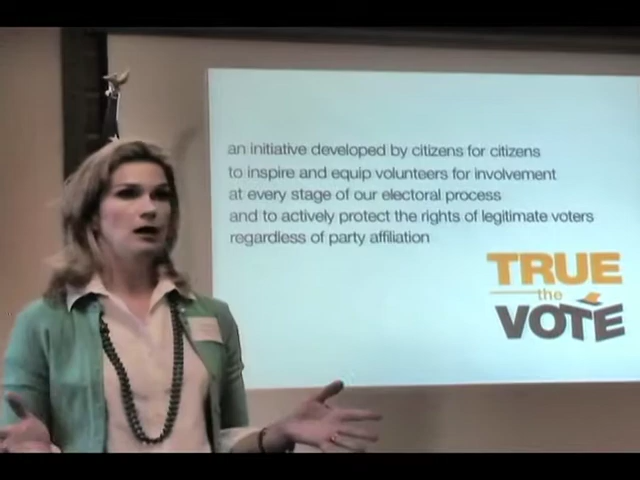 an initiative developed by citizens for citizens
to inspire and equip volunteers for involvement
at every stage of our electoral process
and to actively protect the rights of legitimate voters
regardless of party affiliation
TRUE
the
VOTE